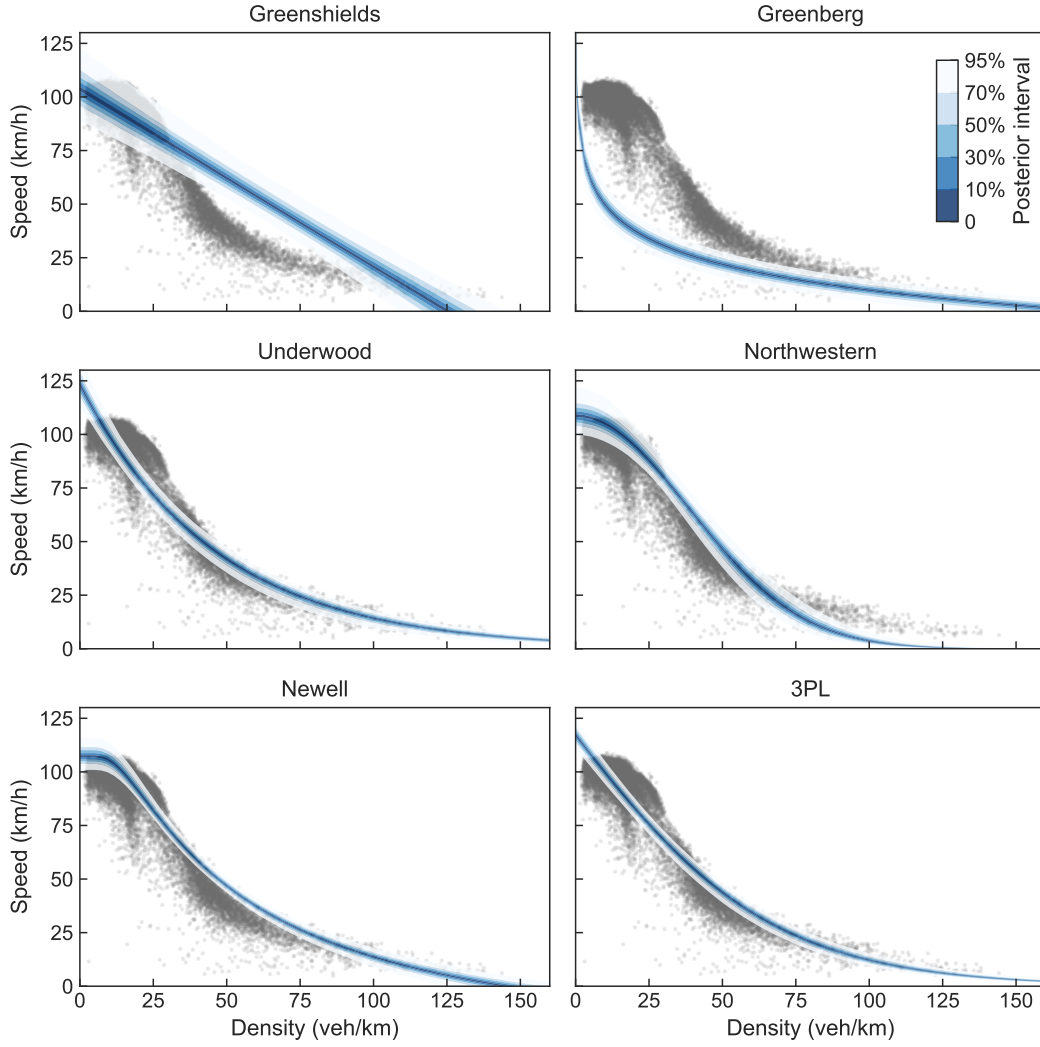 Greenshields
Greenberg
125
100
75
50
25
0
Speed (km/h)
95%
70%
50%
30%
10%
0
Posterior interval
Underwood
Northwestern
125
100
75
50
25
0
Speed (km/h)
Newell
3PL
125
100
75
50
25
0
Speed (km/h)
0 25 50 75 100 125 150
0 25 50 75 100 125 150
Density (veh/km)
Density (veh/km)